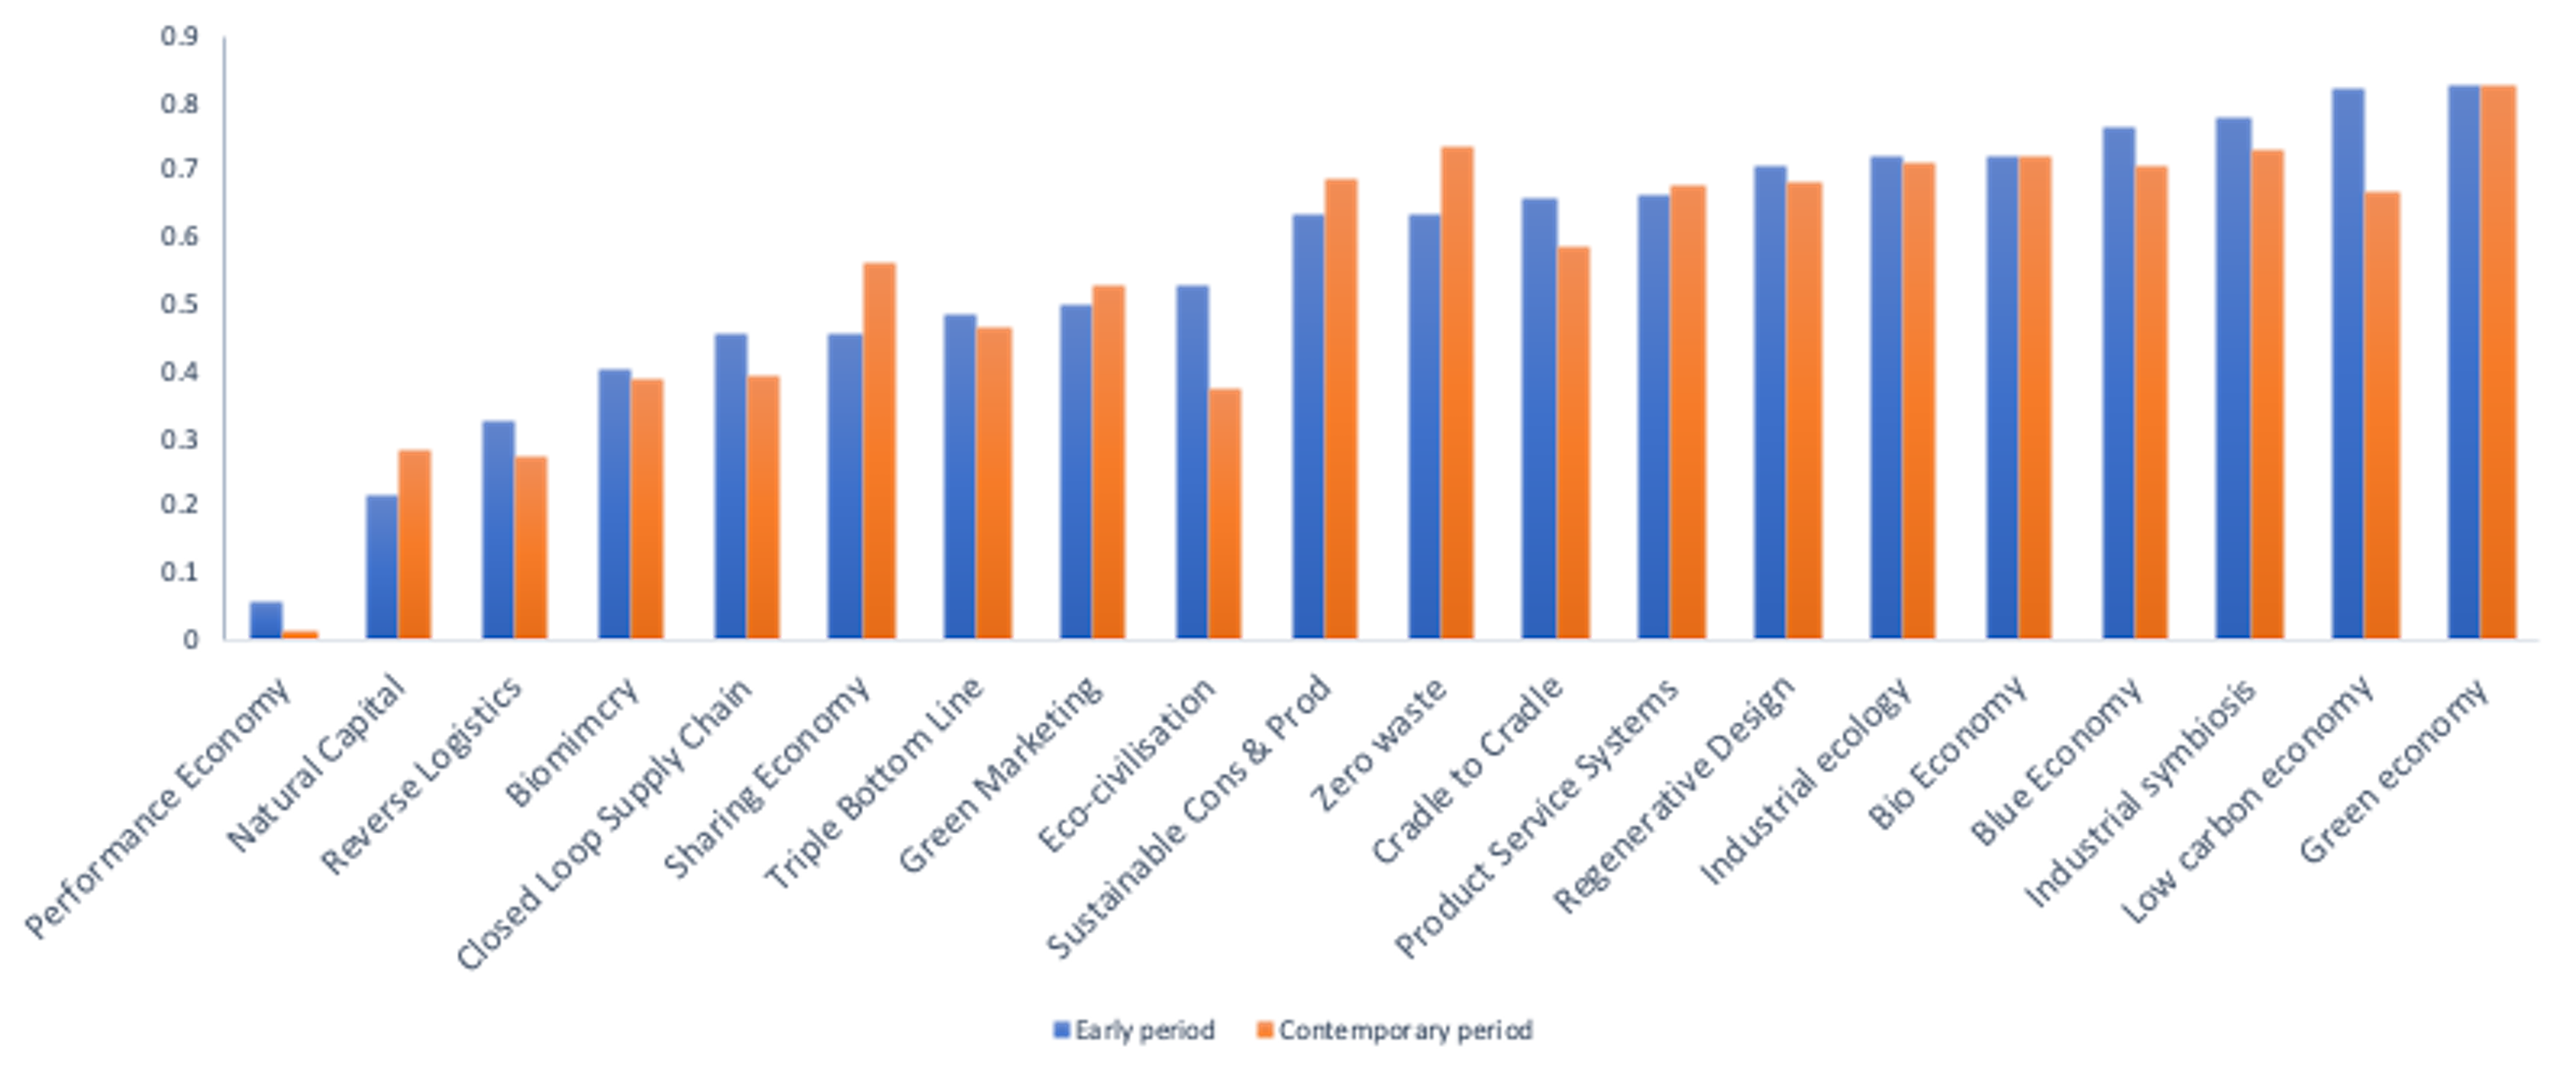 0.9
0.8
0.7
0.6
0.5
0.4
0.3
0.2
0.1
0
Performance Economy
Natural Capital
Reverse Logistics
Biomimcry
Closed Loop Supply Chain
Sharing Economy
Triple Bottom Line
Green Marketing
Eco-civilisation
Sustainable Cons & Prod
Zero waste
Cradle to Cradle
Product Service Systems
Regenerative Design
Industrial ecology
Bio Economy
Blue Economy
Industrial symbiosis
Low carbon economy
Green economy
Early period Contemporary period